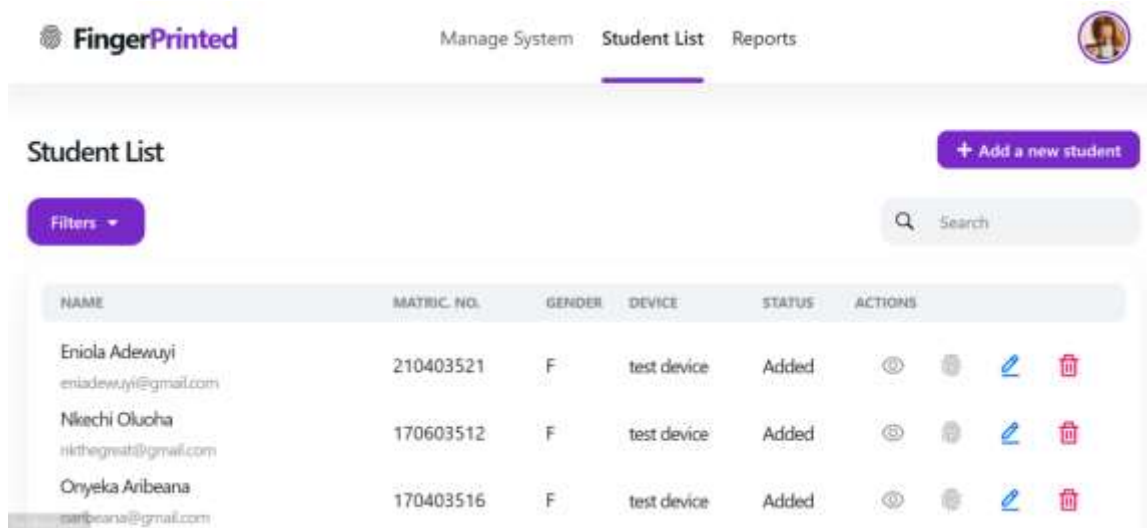 FingerPrinted Manage System Student List Reports
Student List + Add a new student
Filters Search
NAME MATRIC. NO. GENDER DEVICE STATUS ACTIONS
Eniola Adewuyi
210403521 F test device Added
eniadewuyi@gmail.com
Nkechi Oluoha
170603512 F test device Added
nkthegreat@gmail.com
Onyeka Aribeana
170403516 F test device Added